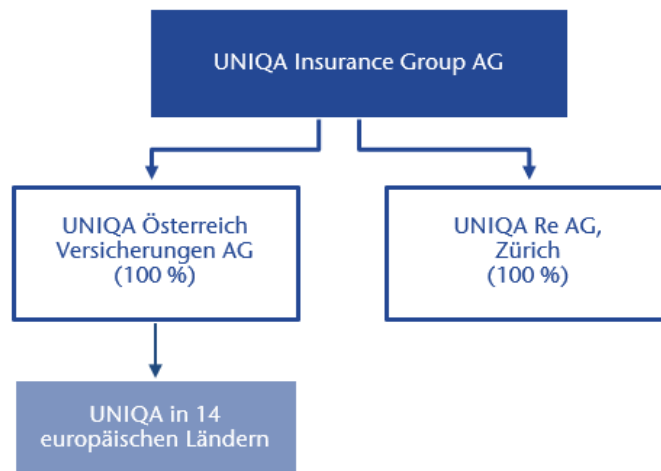 UNIQA Insurance Group AG
UNIQA Österreich
Versicherungen AG
(100 %)
UNIQA Re AG,
Zürich
(100 %)
UNIQA in 14
europäischen Ländern